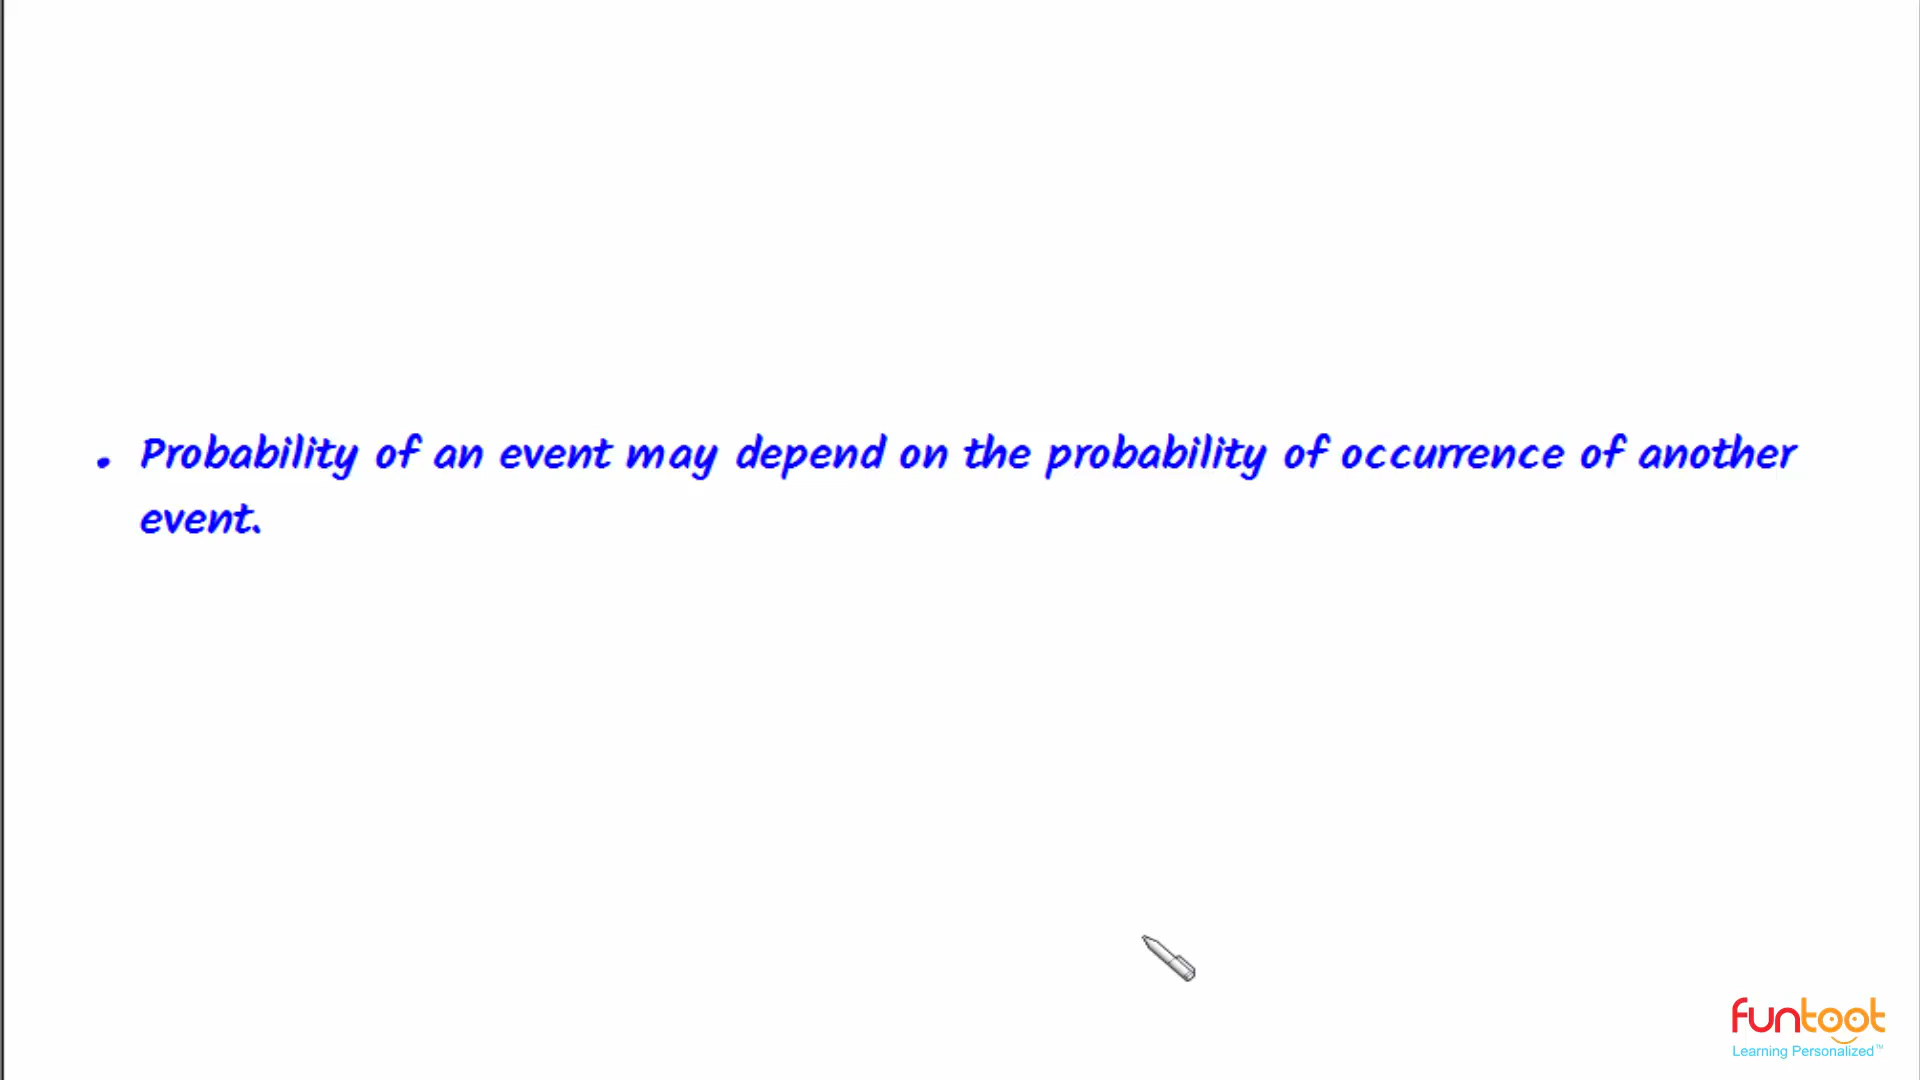 • Probability of an event may depend on the probability of occurrence of another
event.
funtoot
Learning Personalized™